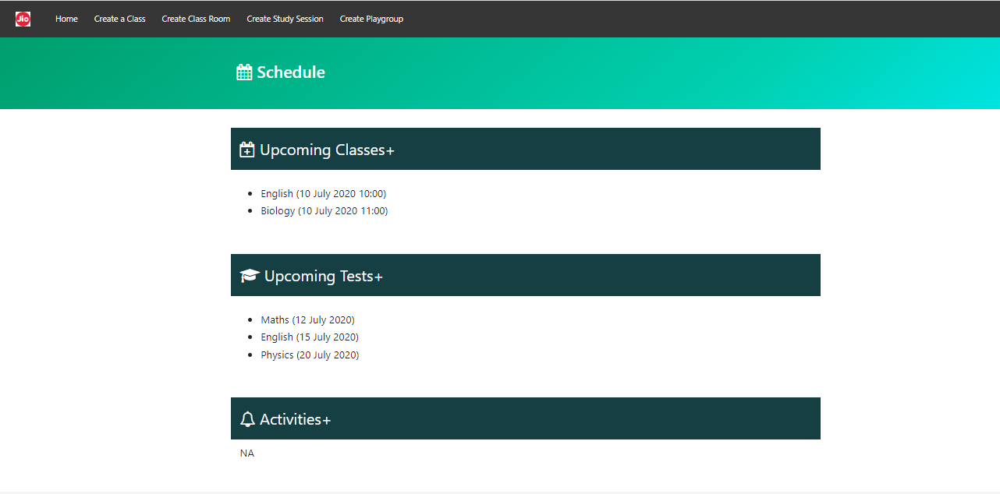 Jio Home Create a Class Create Class Room Create Study Session Create Playgroup
Schedule
Upcoming Classes+
English (10 July 2020 10:00)
Biology (10 July 2020 11:00)
Upcoming Tests+
Maths (12 July 2020)
English (15 July 2020)
Physics (20 July 2020)
Activities+
NA